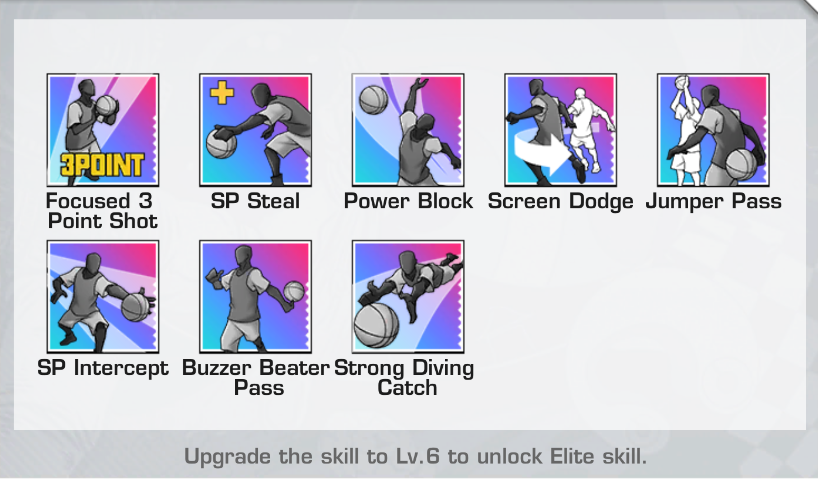 3POINT
Focused 3
Point Shot
SP Steal
Power Block
Screen Dodge
Jumper Pass
SP Intercept
Buzzer Beater
Pass
Strong Diving
Catch
Upgrade the skill to Lv.6 to unlock Elite skill.